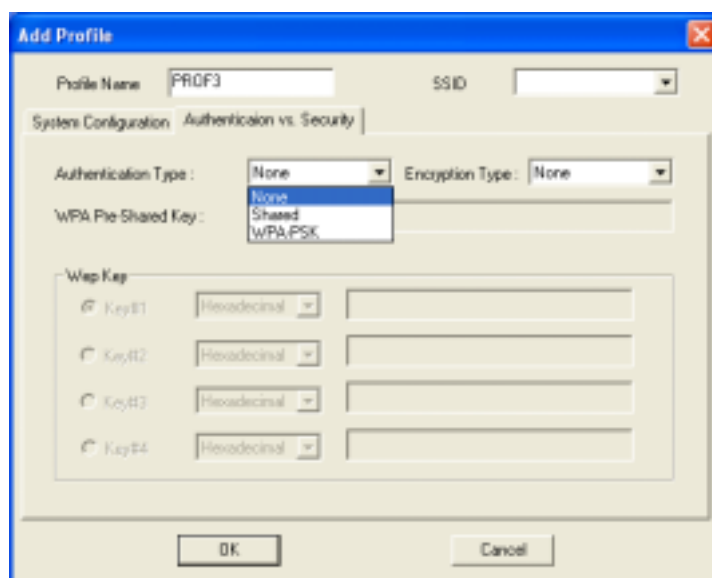 Add Profile
Profile Name PROF3 SSID
System Configuration Authenticaion vs. Security
Authentication Type : None Encryption Type : None
None
Shared
WPA-PSK
WPA Pre-Shared Key :
Wep Key
Key#1 Hexadecimal
Key#2 Hexadecimal
Key#3 Hexadecimal
Key#4 Hexadecimal
OK Cancel